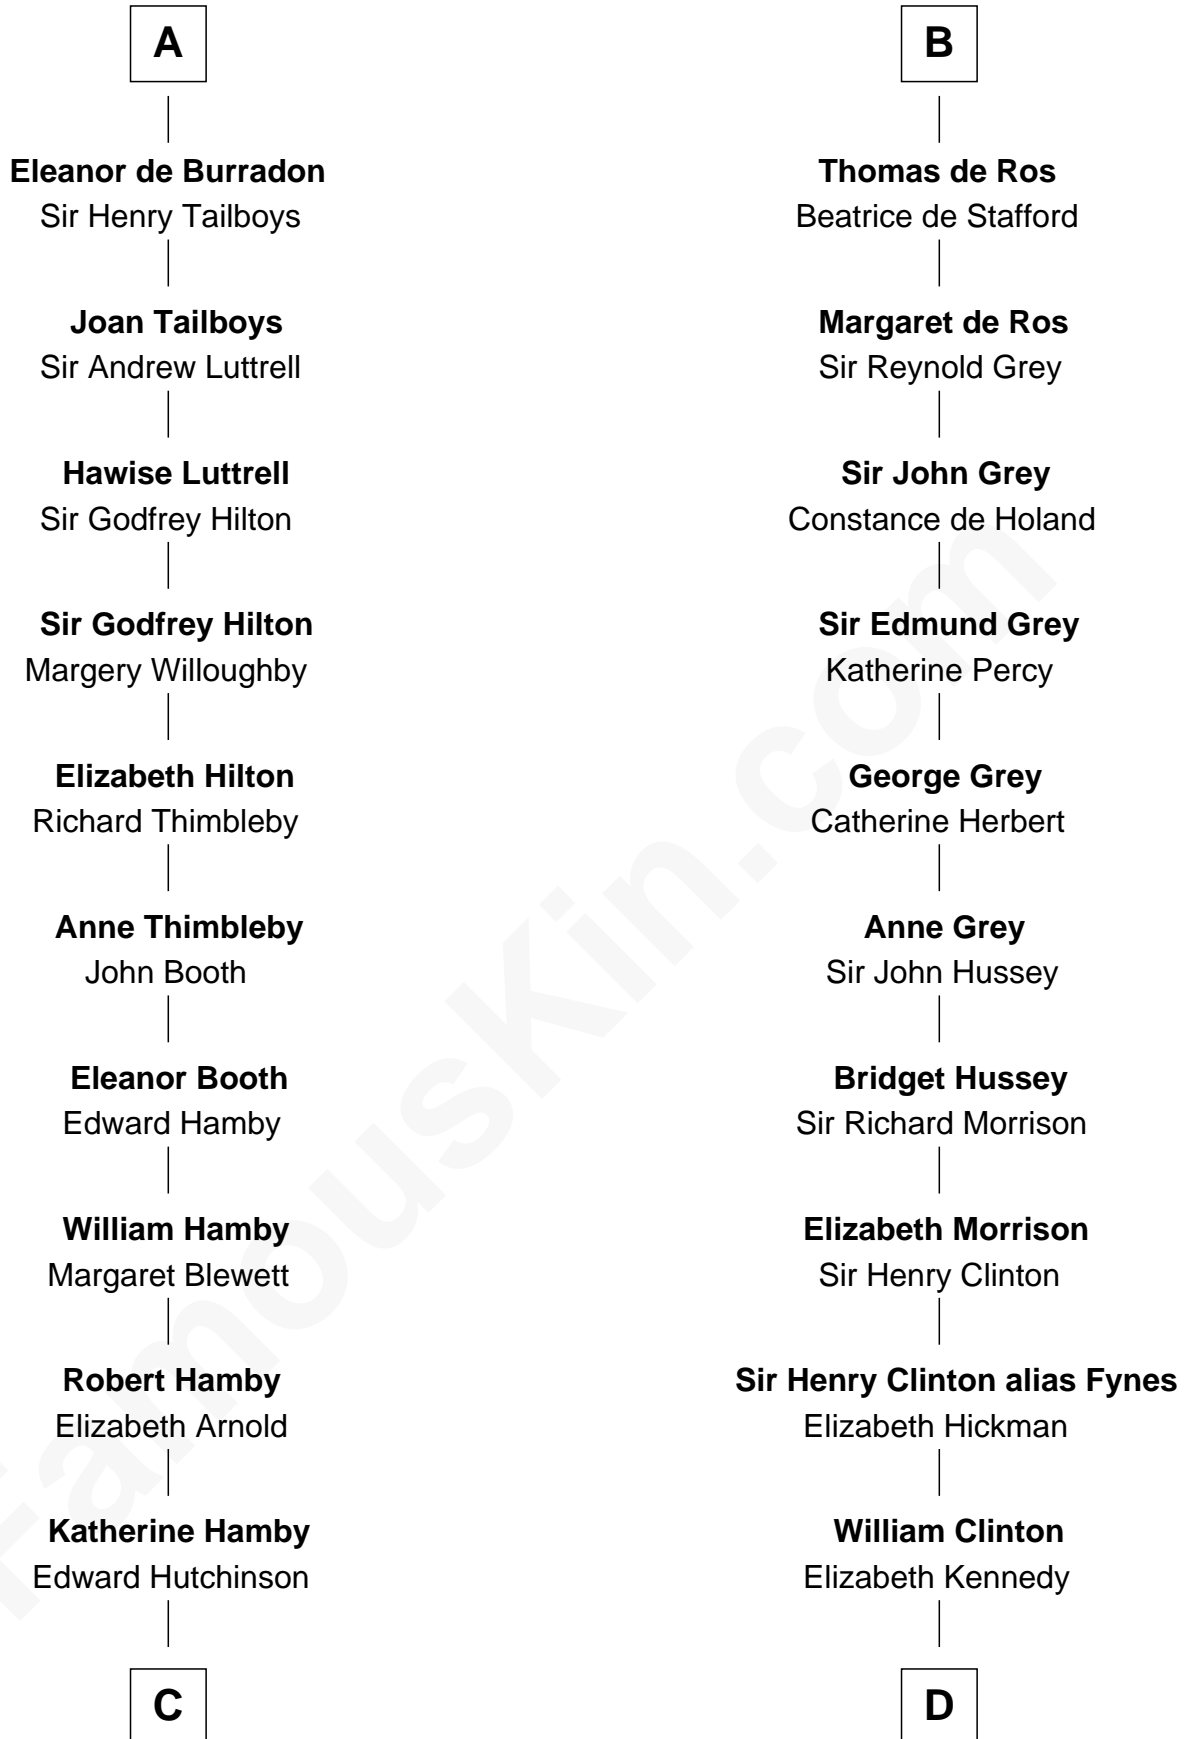 A
Eleanor de Burradon
Sir Henry Tailboys
Joan Tailboys
Sir Andrew Luttrell
Hawise Luttrell
Sir Godfrey Hilton
Sir Godfrey Hilton
Margery Willoughby
Elizabeth Hilton
Richard Thimbleby
Anne Thimbleby
John Booth
Eleanor Booth
Edward Hamby
William Hamby
Margaret Blewett
Robert Hamby
Elizabeth Arnold
Katherine Hamby
Edward Hutchinson
C
B
Thomas de Ros
Beatrice de Stafford
Margaret de Ros
Sir Reynold Grey
Sir John Grey
Constance de Holand
Sir Edmund Grey
Katherine Percy
George Grey
Catherine Herbert
Anne Grey
Sir John Hussey
Bridget Hussey
Sir Richard Morrison
Elizabeth Morrison
Sir Henry Clinton
Sir Henry Clinton alias Fynes
Elizabeth Hickman
William Clinton
Elizabeth Kennedy
D
FamousKin.com